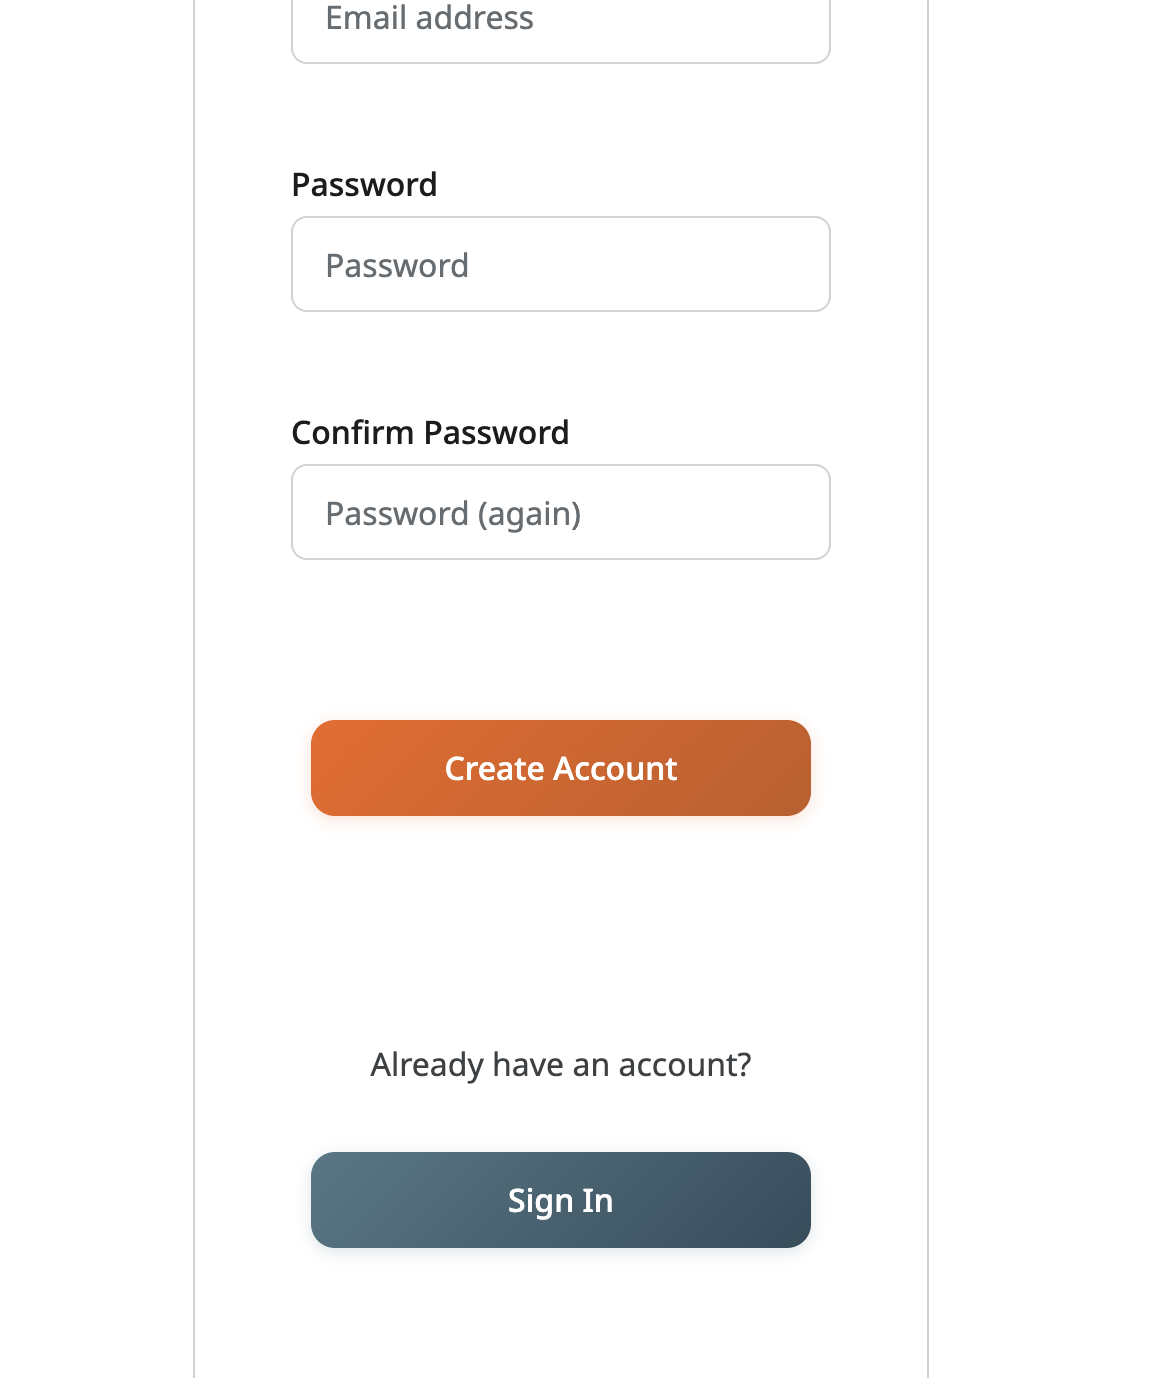 Email address
Password
Password
Confirm Password
Password (again)
Create Account
Already have an account?
Sign In